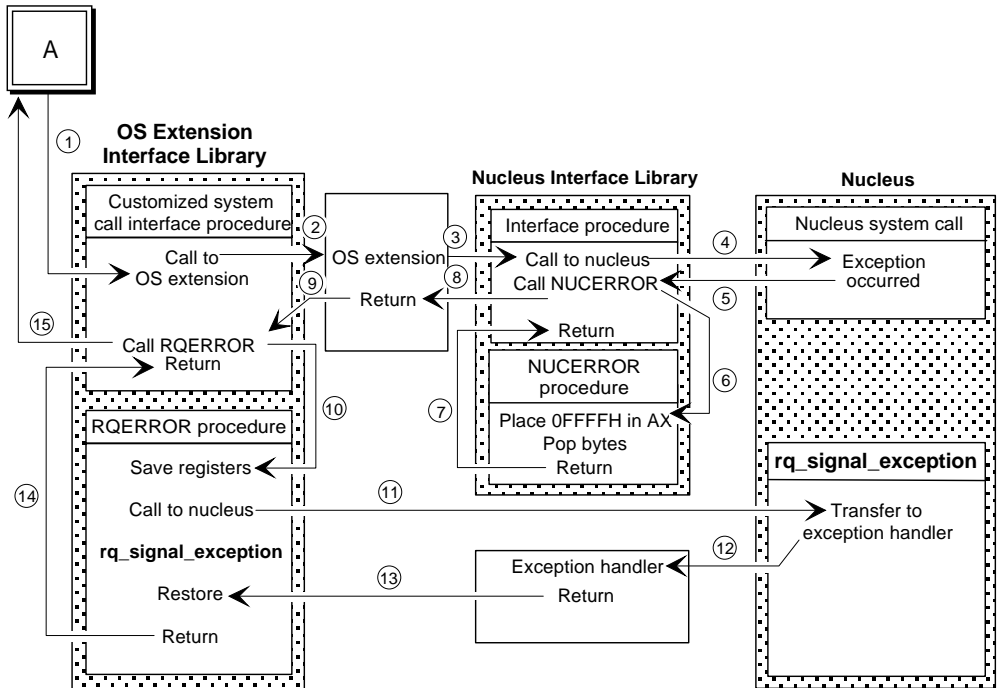 A
1
OS Extension
Interface Library
Customized system
call interface procedure
Call to
OS extension
2
OS extension
3
Nucleus Interface Library
Interface procedure
Call to nucleus
Call NUCERROR
4
Nucleus
Nucleus system call
Exception
occurred
5
8
Return
9
Return
6
NUCERROR
procedure
Place 0FFFFH in AX
Pop bytes
Return
7
15
Call RQERROR
Return
10
RQERROR procedure
Save registers
14
Call to nucleus
11
rq_signal_exception
rq_signal_exception
Transfer to
exception handler
12
Exception handler
Return
13
Restore
Return